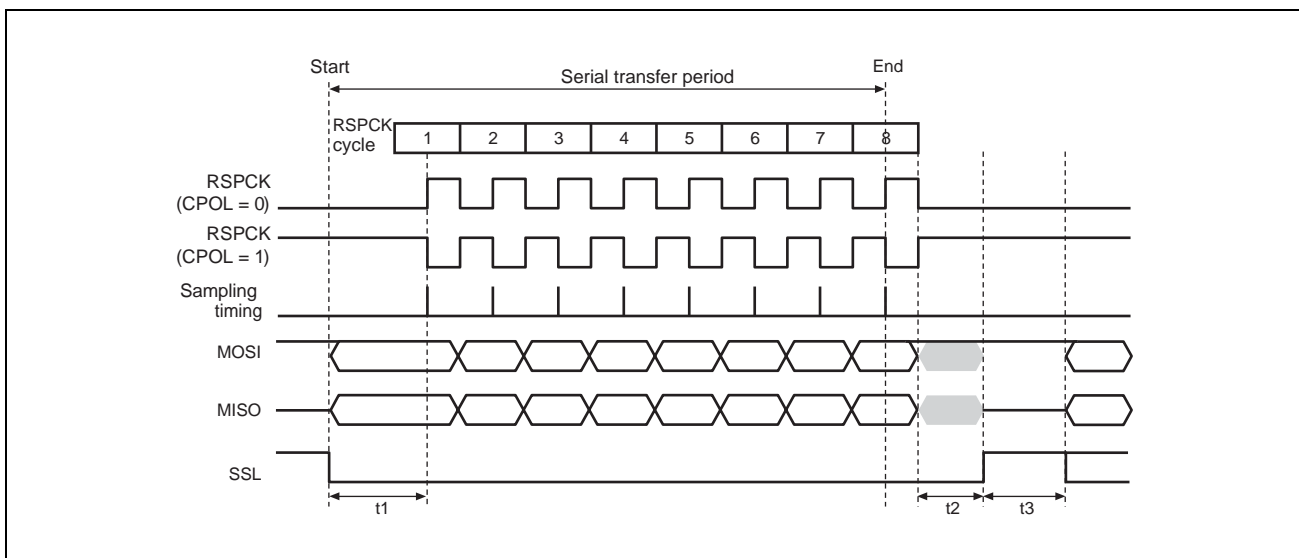 Start
Serial transfer period
End
RSPCK
cycle
1 2 3 4 5 6 7 8
RSPCK
(CPOL = 0)
RSPCK
(CPOL = 1)
Sampling
timing
MOSI
MISO
SSL
t1
t2
t3